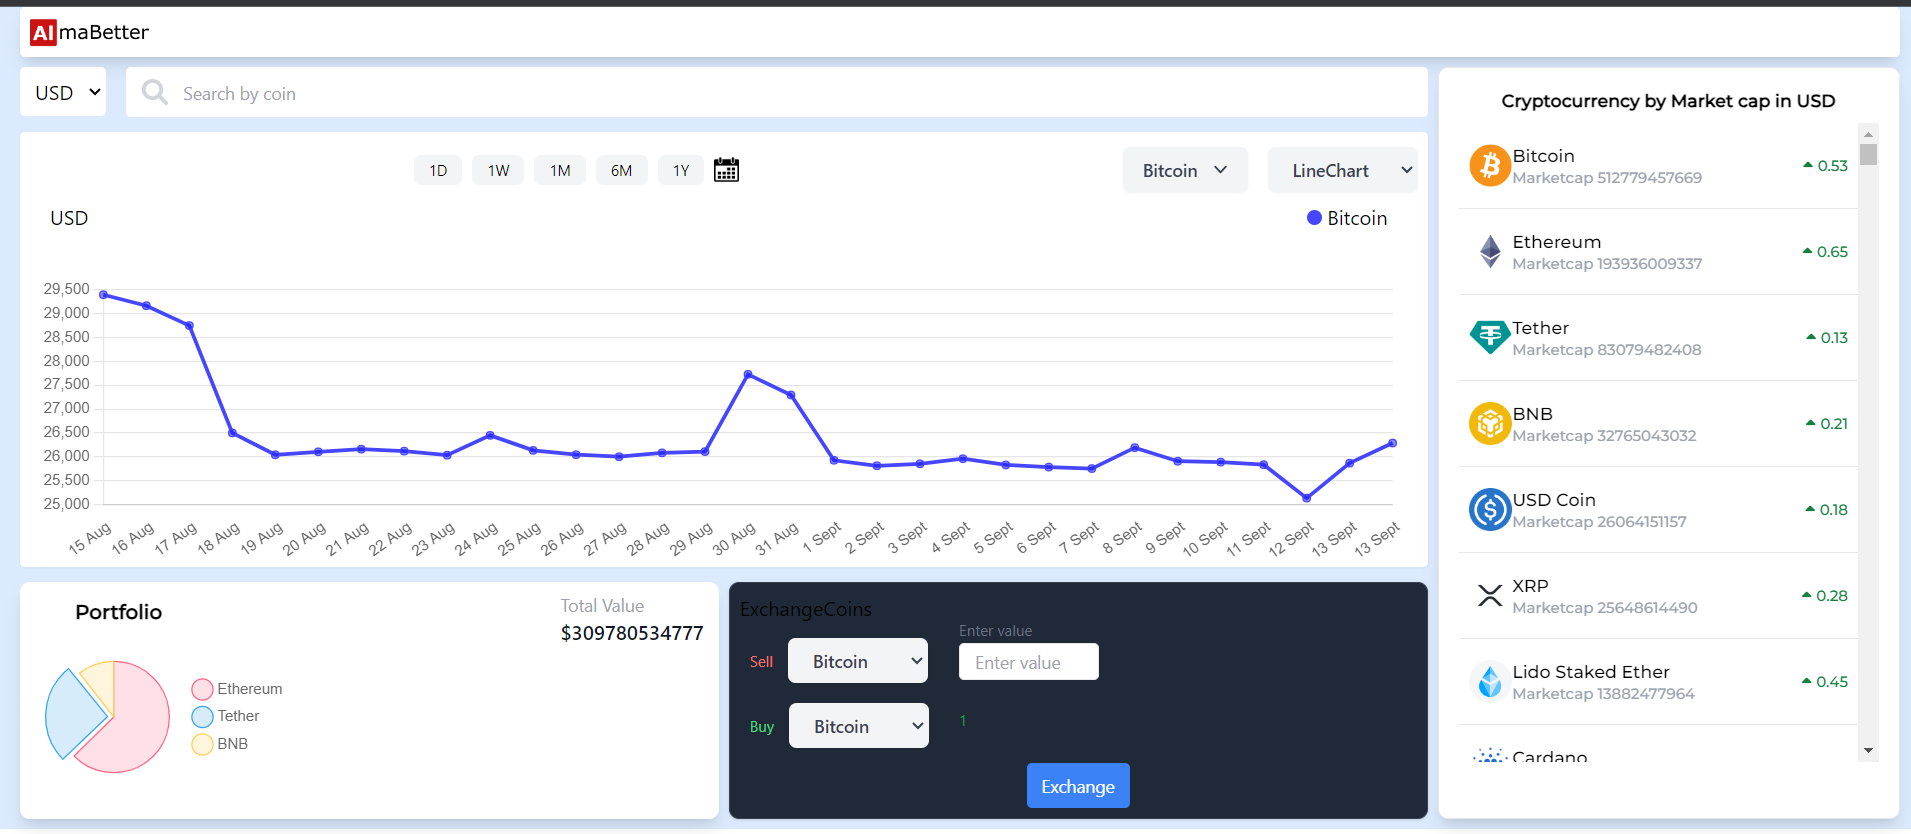 AlmaBetter
USD
Search by coin
1D 1W 1M 6M 1Y
Bitcoin
LineChart
USD
Bitcoin
29,500
29,000
28,500
28,000
27,500
27,000
26,500
26,000
25,500
25,000
15 Aug 16 Aug 17 Aug 18 Aug 19 Aug 20 Aug 21 Aug 22 Aug 23 Aug 24 Aug 25 Aug 26 Aug 27 Aug 28 Aug 29 Aug 30 Aug 31 Aug 1 Sept 2 Sept 3 Sept 4 Sept 5 Sept 6 Sept 7 Sept 8 Sept 9 Sept 10 Sept 11 Sept 12 Sept 13 Sept 13 Sept
Portfolio
Total Value
$309780534777
Ethereum
Tether
BNB
ExchangeCoins
Enter value
Sell Bitcoin Enter value
Buy Bitcoin 1
Exchange
Cryptocurrency by Market cap in USD
Bitcoin
Marketcap 512779457669
0.53
Ethereum
Marketcap 193936009337
0.65
Tether
Marketcap 83079482408
0.13
BNB
Marketcap 32765043032
0.21
USD Coin
Marketcap 26064151157
0.18
XRP
Marketcap 25648614490
0.28
Lido Staked Ether
Marketcap 13882477964
0.45
Cardano